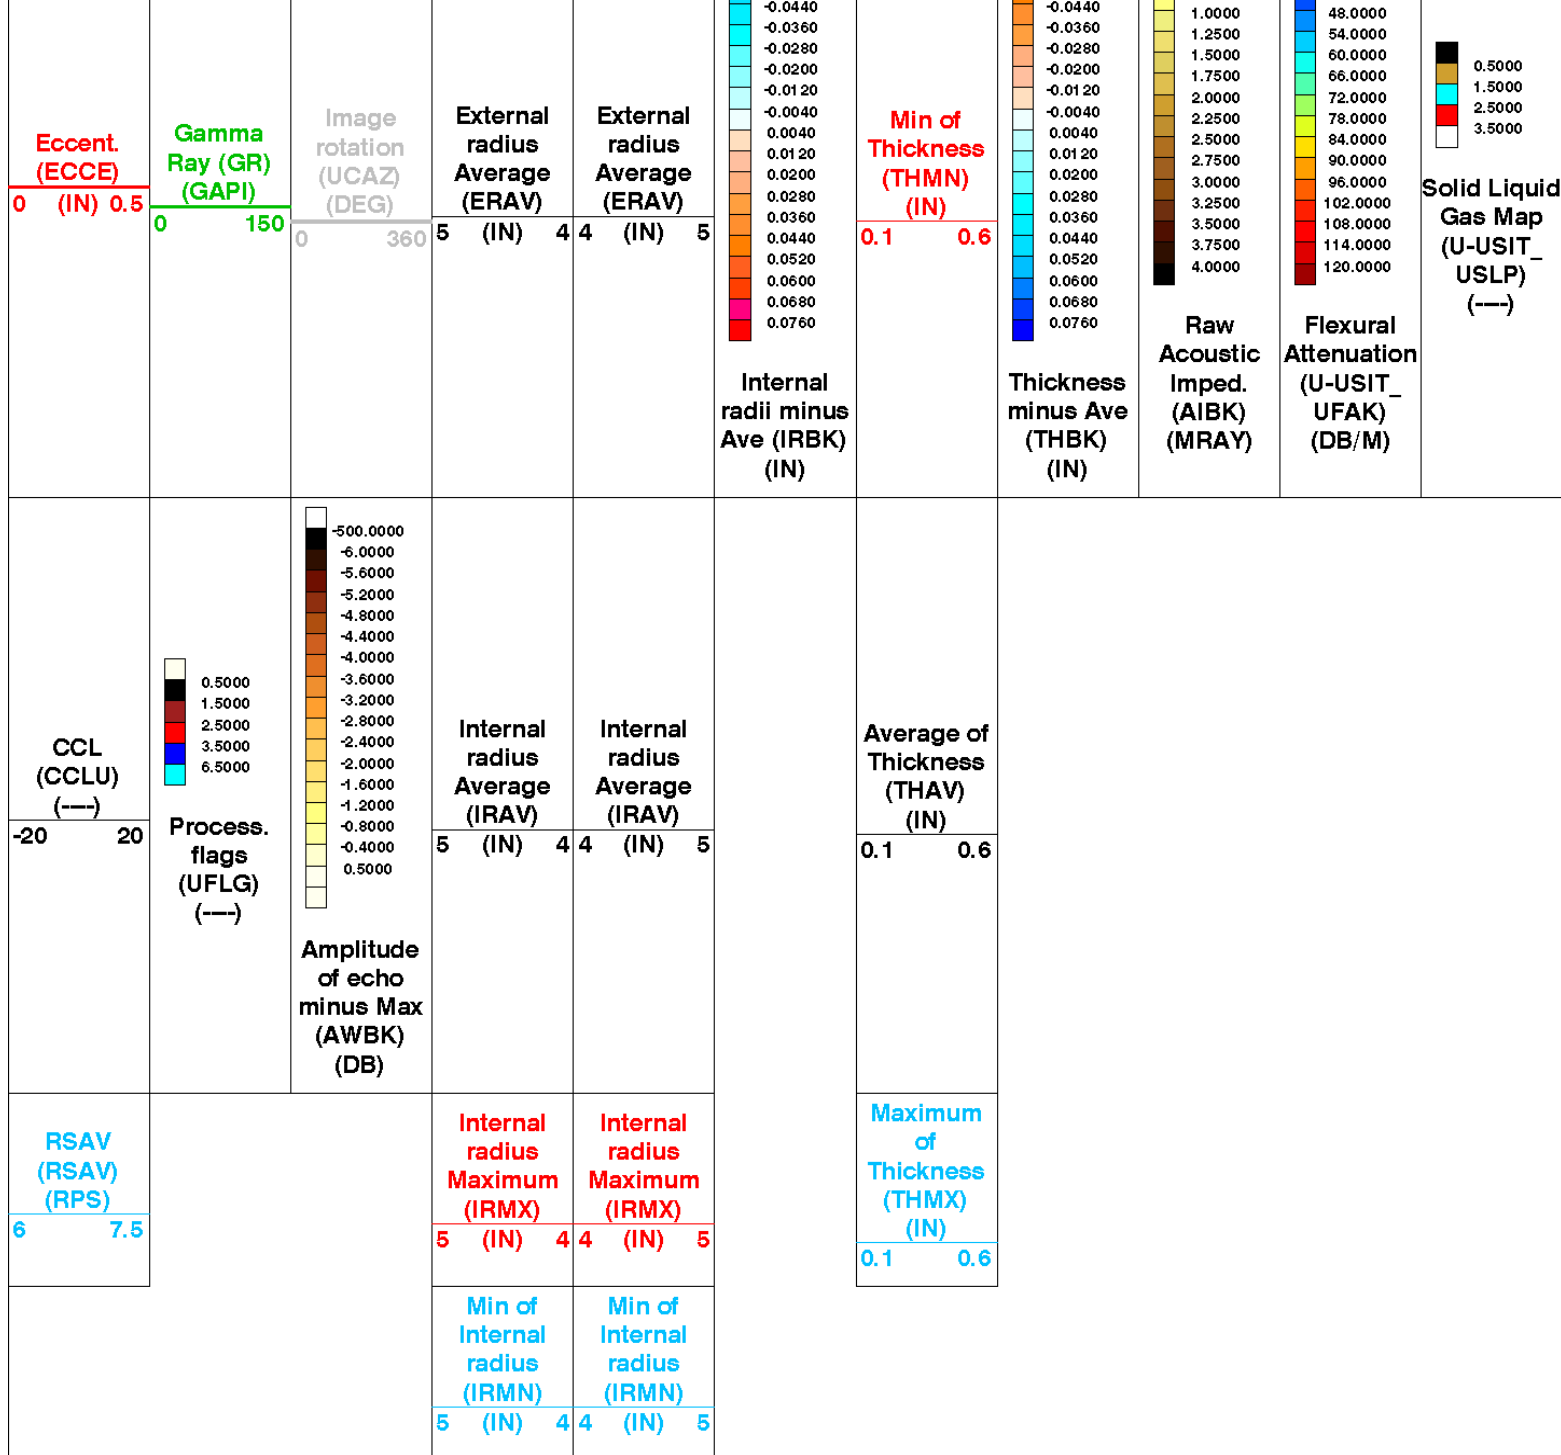 Eccent.
(ECCE)
0 (IN) 0.5
Gamma
Ray (GR)
(GAPI)
0 150
Image
rotation
(UCAZ)
(DEG)
0 360
External
radius
Average
(ERAV)
5 (IN) 4
External
radius
Average
(ERAV)
4 (IN) 5
-0.0440
-0.0360
-0.0280
-0.0200
-0.0120
-0.0040
0.0040
0.0120
0.0200
0.0280
0.0360
0.0440
0.0520
0.0600
0.0680
0.0760
Internal
radii minus
Ave (IRBK)
(IN)
Min of
Thickness
(THMN)
(IN)
0.1 0.6
-0.0440
-0.0360
-0.0280
-0.0200
-0.0120
-0.0040
0.0040
0.0120
0.0200
0.0280
0.0360
0.0440
0.0520
0.0600
0.0680
0.0760
Thickness
minus Ave
(THBK)
(IN)
1.0000
1.2500
1.5000
1.7500
2.0000
2.2500
2.5000
2.7500
3.0000
3.2500
3.5000
3.7500
4.0000
Raw
Acoustic
Imped.
(AIBK)
(MRAY)
48.0000
54.0000
60.0000
66.0000
72.0000
78.0000
84.0000
90.0000
96.0000
102.0000
108.0000
114.0000
120.0000
Flexural
Attenuation
(U-USIT_
UFAK)
(DB/M)
0.5000
1.5000
2.5000
3.5000
Solid Liquid
Gas Map
(U-USIT_
USLP)
(----)
CCL
(CCLU)
(----)
-20 20
0.5000
1.5000
2.5000
3.5000
6.5000
Process.
flags
(UFLG)
(----)
-500.0000
-6.0000
-5.6000
-5.2000
-4.8000
-4.4000
-4.0000
-3.6000
-3.2000
-2.8000
-2.4000
-2.0000
-1.6000
-1.2000
-0.8000
-0.4000
0.5000
Amplitude
of echo
minus Max
(AWBK)
(DB)
Internal
radius
Average
(IRAV)
5 (IN) 4
Internal
radius
Average
(IRAV)
4 (IN) 5
Average of
Thickness
(THAV)
(IN)
0.1 0.6
RSAV
(RSAV)
(RPS)
6 7.5
Internal
radius
Maximum
(IRMX)
5 (IN) 4
Internal
radius
Maximum
(IRMX)
4 (IN) 5
Maximum
of
Thickness
(THMX)
(IN)
0.1 0.6
Min of
Internal
radius
(IRMN)
5 (IN) 4
Min of
Internal
radius
(IRMN)
4 (IN) 5